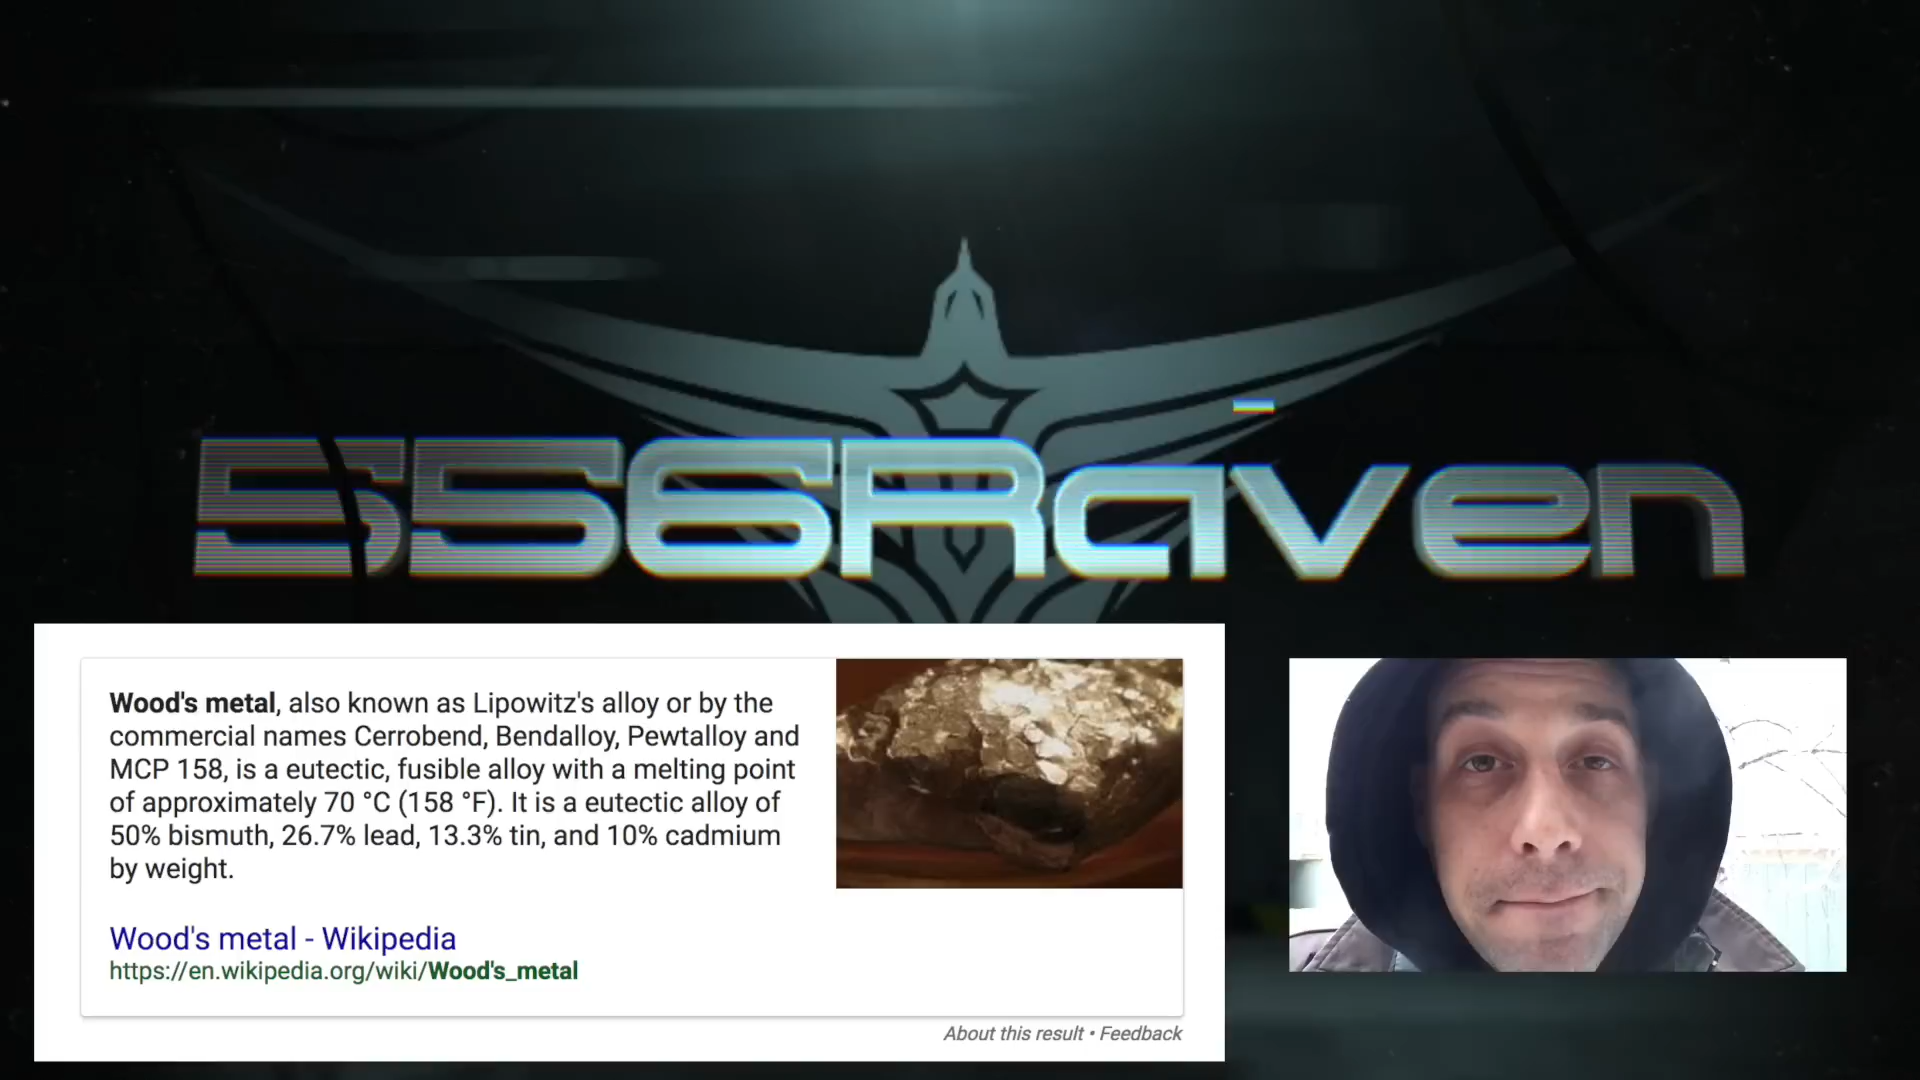 556Raven
Wood's metal, also known as Lipowitz's alloy or by the
commercial names Cerrobend, Bendalloy, Pewtalloy and
MCP 158, is a eutectic, fusible alloy with a melting point
of approximately 70 °C (158 °F). It is a eutectic alloy of
50% bismuth, 26.7% lead, 13.3% tin, and 10% cadmium
by weight.
Wood's metal - Wikipedia
https://en.wikipedia.org/wiki/Wood's_metal
About this result • Feedback